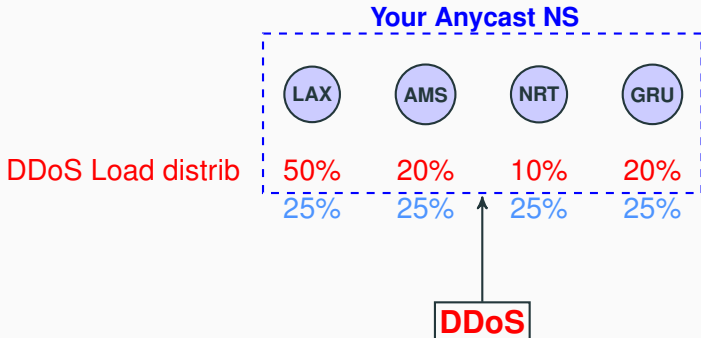 Your Anycast NS
LAX AMS NRT GRU
DDoS Load distrib 50% 20% 10% 20%
25% 25% 25% 25%
DDoS